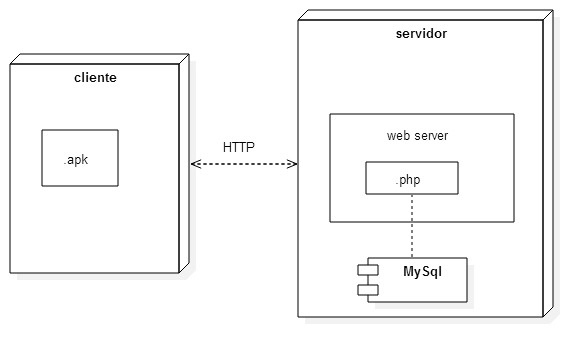 cliente
.apk
HTTP
servidor
web server
.php
MySql